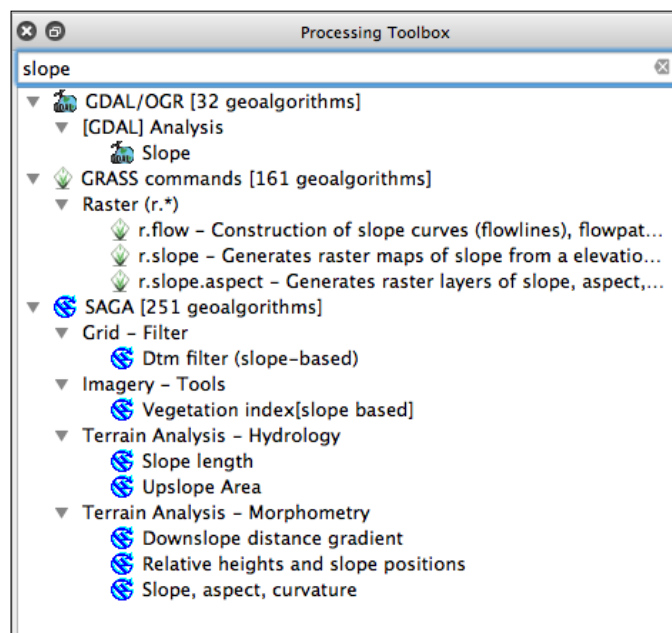 Processing Toolbox
slope
GDAL/OGR [32 geoalgorithms]
[GDAL] Analysis
Slope
GRASS commands [161 geoalgorithms]
Raster (r.*)
r.flow – Construction of slope curves (flowlines), flowpat...
r.slope – Generates raster maps of slope from a elevatio...
r.slope.aspect – Generates raster layers of slope, aspect,...
SAGA [251 geoalgorithms]
Grid – Filter
Dtm filter (slope-based)
Imagery – Tools
Vegetation index[slope based]
Terrain Analysis – Hydrology
Slope length
Upslope Area
Terrain Analysis – Morphometry
Downslope distance gradient
Relative heights and slope positions
Slope, aspect, curvature